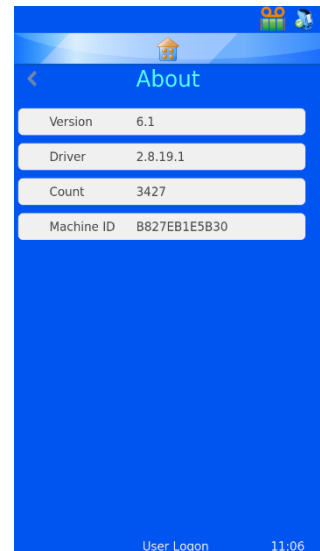 About
Version 6.1
Driver 2.8.19.1
Count 3427
Machine ID B827EB1E5B30
User Logon 11:06